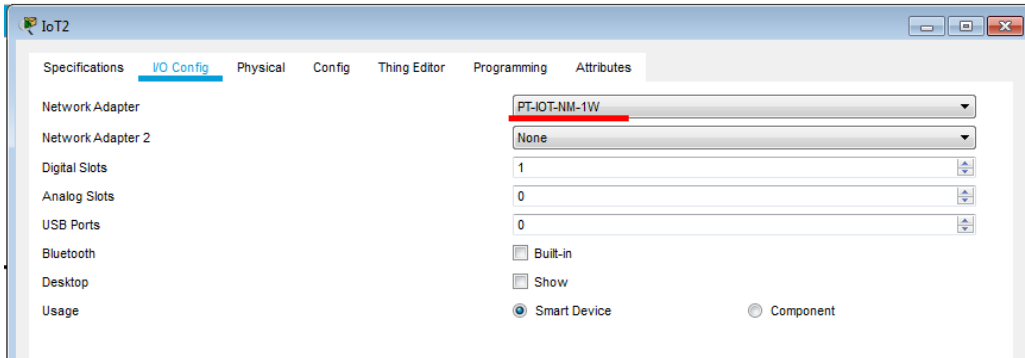 IoT2
Specifications I/O Config Physical Config Thing Editor Programming Attributes
Network Adapter PT-IOT-NM-1W
Network Adapter 2 None
Digital Slots 1
Analog Slots 0
USB Ports 0
Bluetooth Built-in
Desktop Show
Usage Smart Device Component